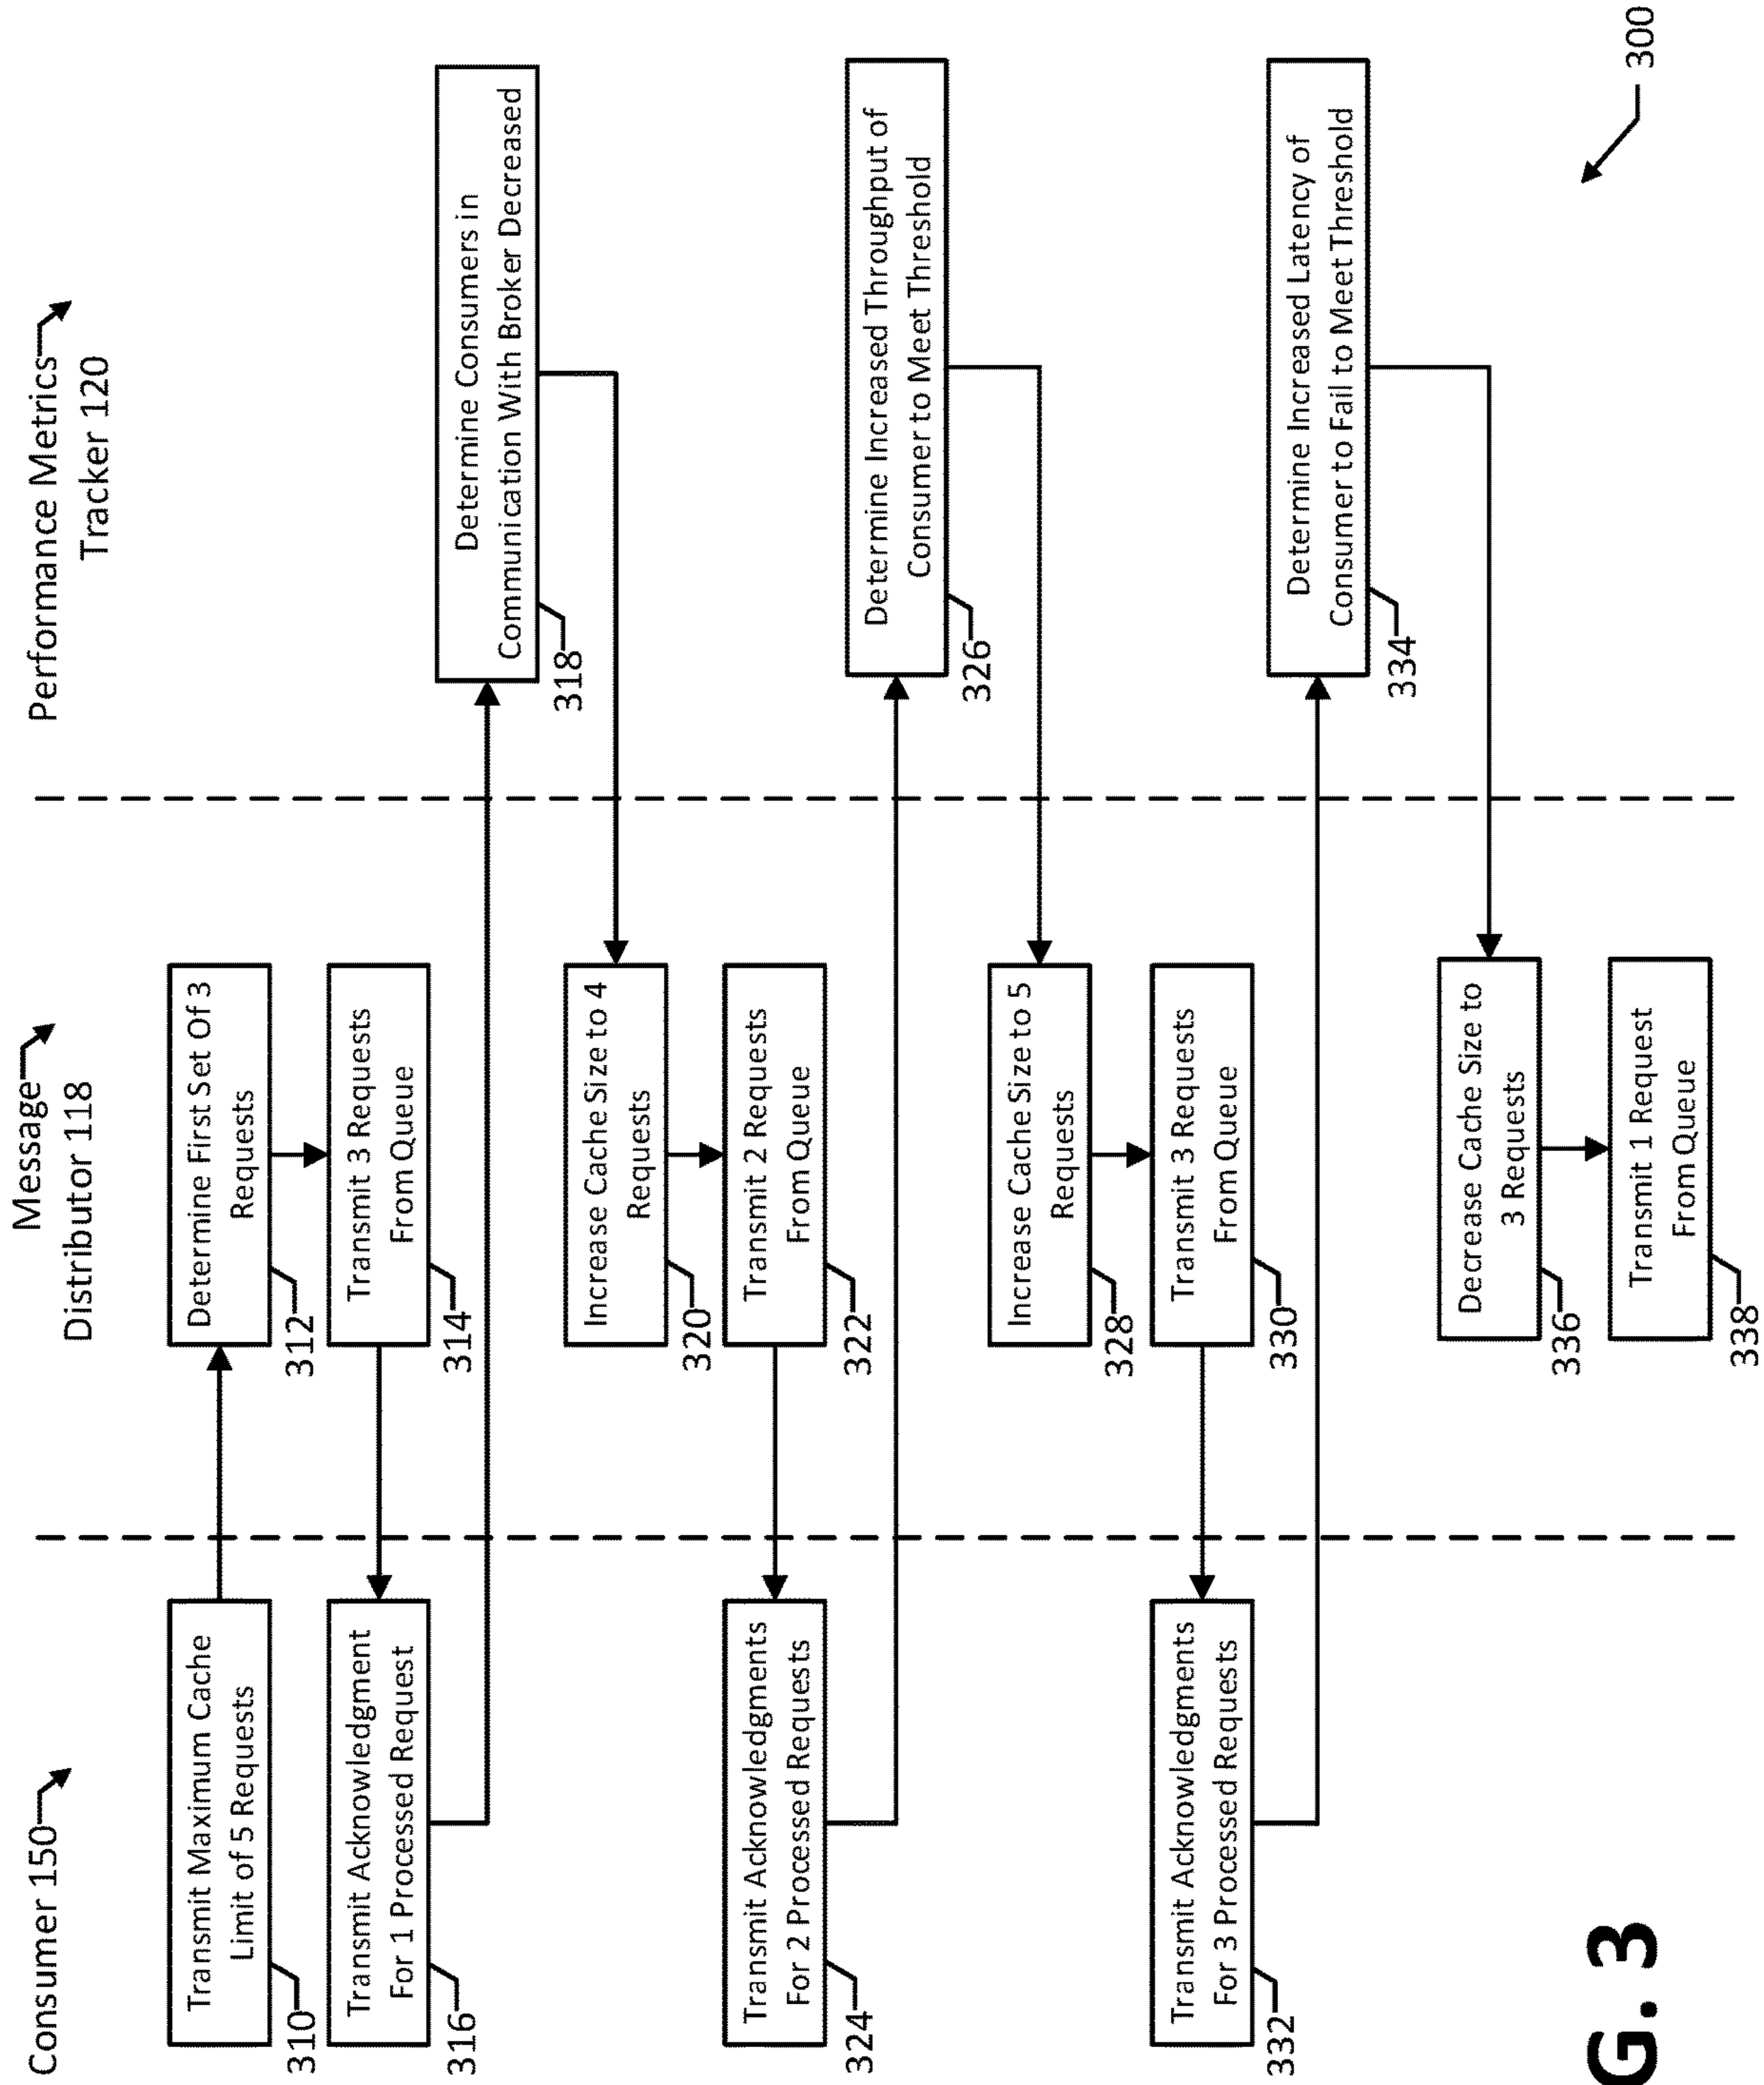 Consumer 150
Message
Distributor 118
Performance Metrics
Tracker 120
Transmit Maximum Cache
Limit of 5 Requests
310
Determine First Set Of 3
Requests
312
Transmit 3 Requests
From Queue
314
Transmit Acknowledgment
For 1 Processed Request
316
Determine Consumers in
Communication With Broker Decreased
318
Increase Cache Size to 4
Requests
320
Transmit 2 Requests
From Queue
322
Transmit Acknowledgments
For 2 Processed Requests
324
Determine Increased Throughput of
Consumer to Meet Threshold
326
Increase Cache Size to 5
Requests
328
Transmit 3 Requests
From Queue
330
Transmit Acknowledgments
For 3 Processed Requests
332
Determine Increased Latency of
Consumer to Fail to Meet Threshold
334
Decrease Cache Size to
3 Requests
336
Transmit 1 Request
From Queue
338
300
G. 3